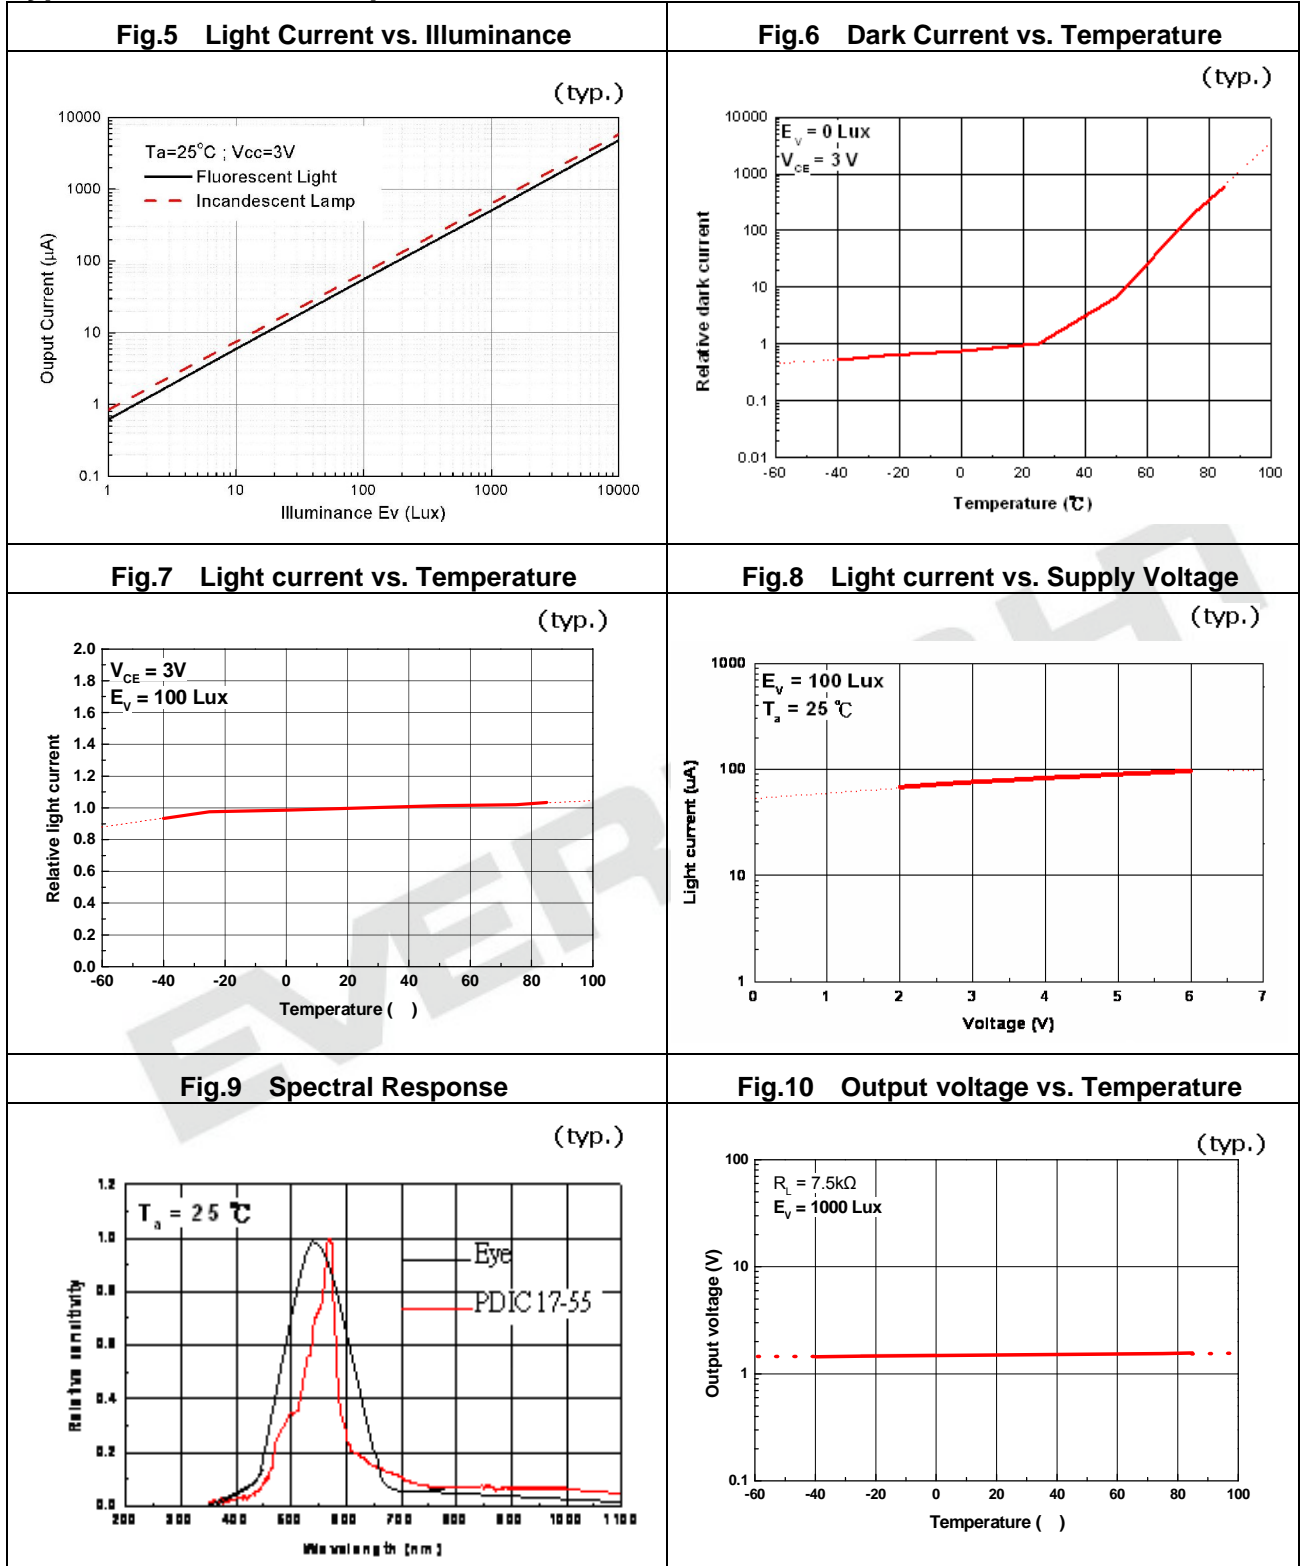 Fig.5 Light Current vs. Illuminance
(typ.)
10000
1000
100
10
1
0.1
Ta=25°C ; Vcc=3V
Fluorescent Light
Incandescent Lamp
Ouput Current (µA)
1 10 100 1000 10000
Illuminance Ev (Lux)
Fig.6 Dark Current vs. Temperature
(typ.)
10000
1000
100
10
1
0.1
0.01
Ev = 0 Lux
VCE = 3 V
Relative dark current
-60 -40 -20 0 20 40 60 80 100
Temperature (℃)
Fig.7 Light current vs. Temperature
(typ.)
2.0
1.8
1.6
1.4
1.2
1.0
0.8
0.6
0.4
0.2
0.0
VCE = 3V
EV = 100 Lux
Relative light current
-60 -40 -20 0 20 40 60 80 100
Temperature ( )
Fig.8 Light current vs. Supply Voltage
(typ.)
1000
100
10
1
Ev = 100 Lux
Ta = 25 ℃
Light current (uA)
0 1 2 3 4 5 6 7
Voltage (V)
Fig.9 Spectral Response
(typ.)
1.2
1.0
0.8
0.6
0.4
0.2
0.0
Ta = 25 ℃
Eye
PDIC 17-55
Relative sensitivity
200 300 400 500 600 700 800 900 1000 1100
Wavelength (nm)
Fig.10 Output voltage vs. Temperature
(typ.)
100
10
1
0.1
RL = 7.5kΩ
EV = 1000 Lux
Output voltage (V)
-60 -40 -20 0 20 40 60 80 100
Temperature ( )